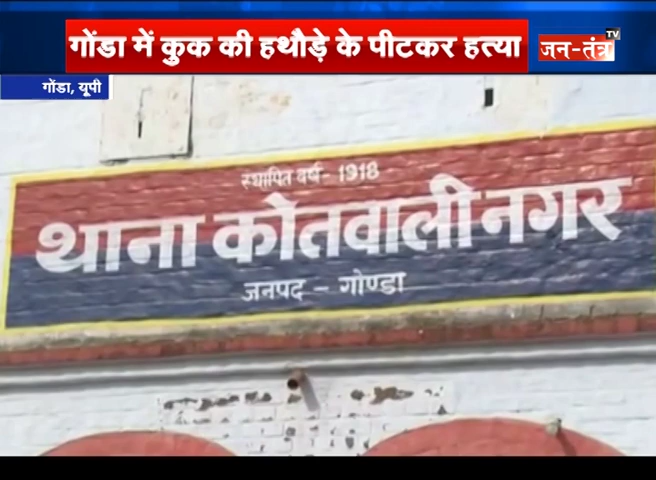 गोंडा में कुक की हथौड़े के पीटकर हत्या
जन-तंत्र TV
गोंडा, यूपी
स्थापित वर्ष - 1918
थाना कोतवाली नगर
जनपद - गोण्डा